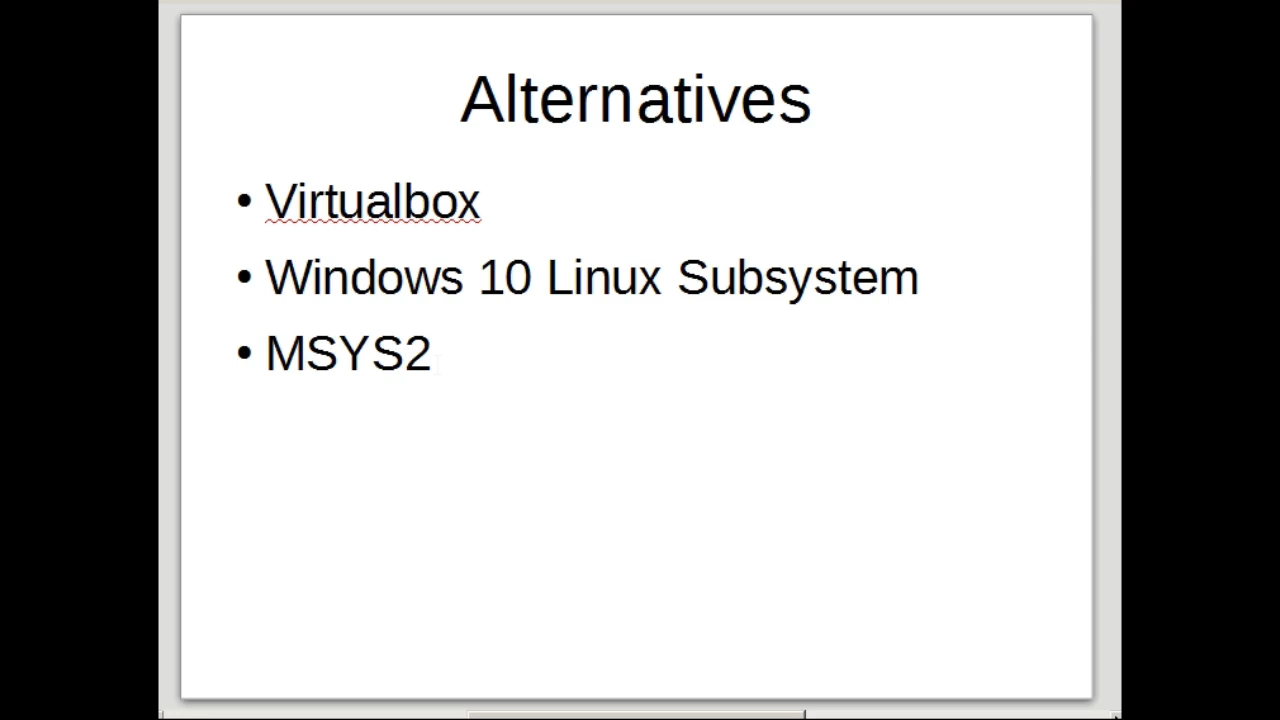 Alternatives
• Virtualbox
• Windows 10 Linux Subsystem
• MSYS2